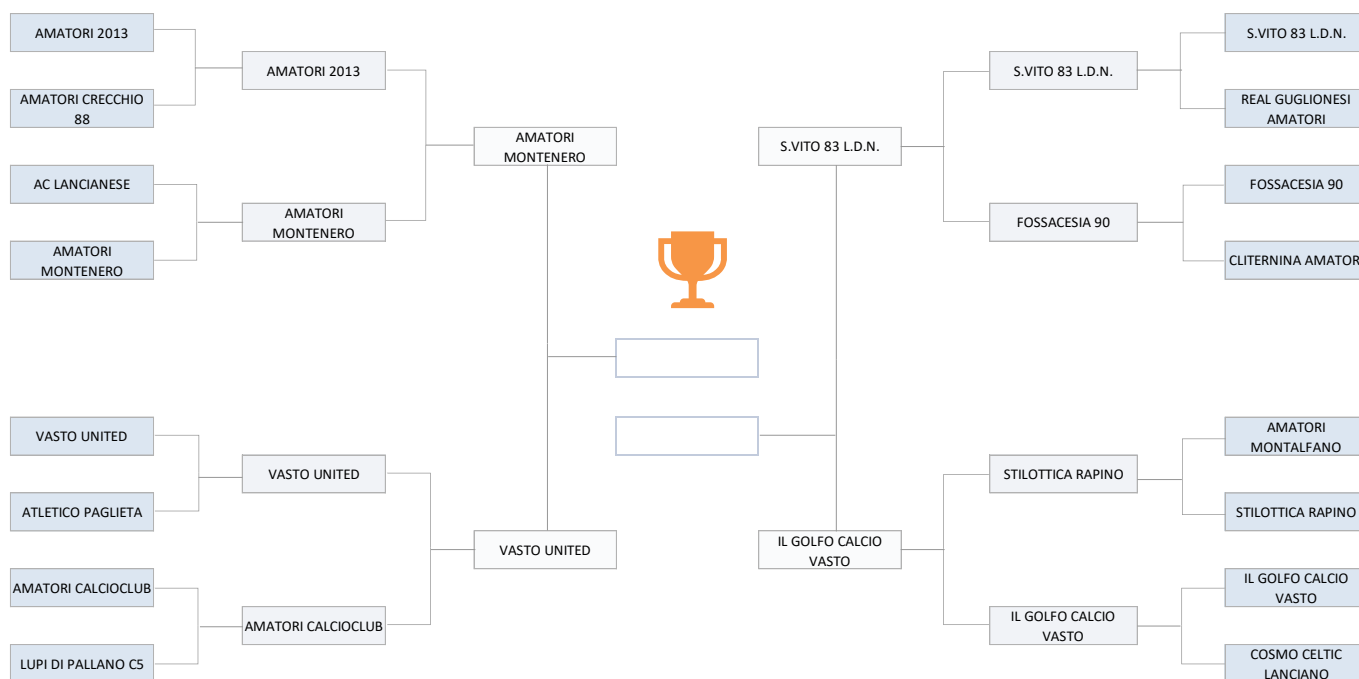 AMATORI 2013
AMATORI CRECCHIO
88
AC LANCIANESE
AMATORI
MONTENERO
VASTO UNITED
ATLETICO PAGLIETA
AMATORI CALCIOCLUB
LUPI DI PALLANO C5
AMATORI 2013
AMATORI
MONTENERO
VASTO UNITED
AMATORI CALCIOCLUB
AMATORI
MONTENERO
VASTO UNITED
S.VITO 83 L.D.N.
IL GOLFO CALCIO
VASTO
S.VITO 83 L.D.N.
FOSSACESIA 90
STILOTTICA RAPINO
IL GOLFO CALCIO
VASTO
S.VITO 83 L.D.N.
REAL GUGLIONESI
AMATORI
FOSSACESIA 90
CLITERNINA AMATOR
AMATORI
MONTALFANO
STILOTTICA RAPINO
IL GOLFO CALCIO
VASTO
COSMO CELTIC
LANCIANO